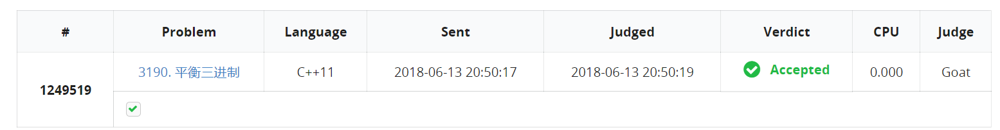 # Problem Language Sent Judged Verdict CPU Judge
1249519 3190. 平衡三进制 C++11 2018-06-13 20:50:17 2018-06-13 20:50:19 Accepted 0.000 Goat